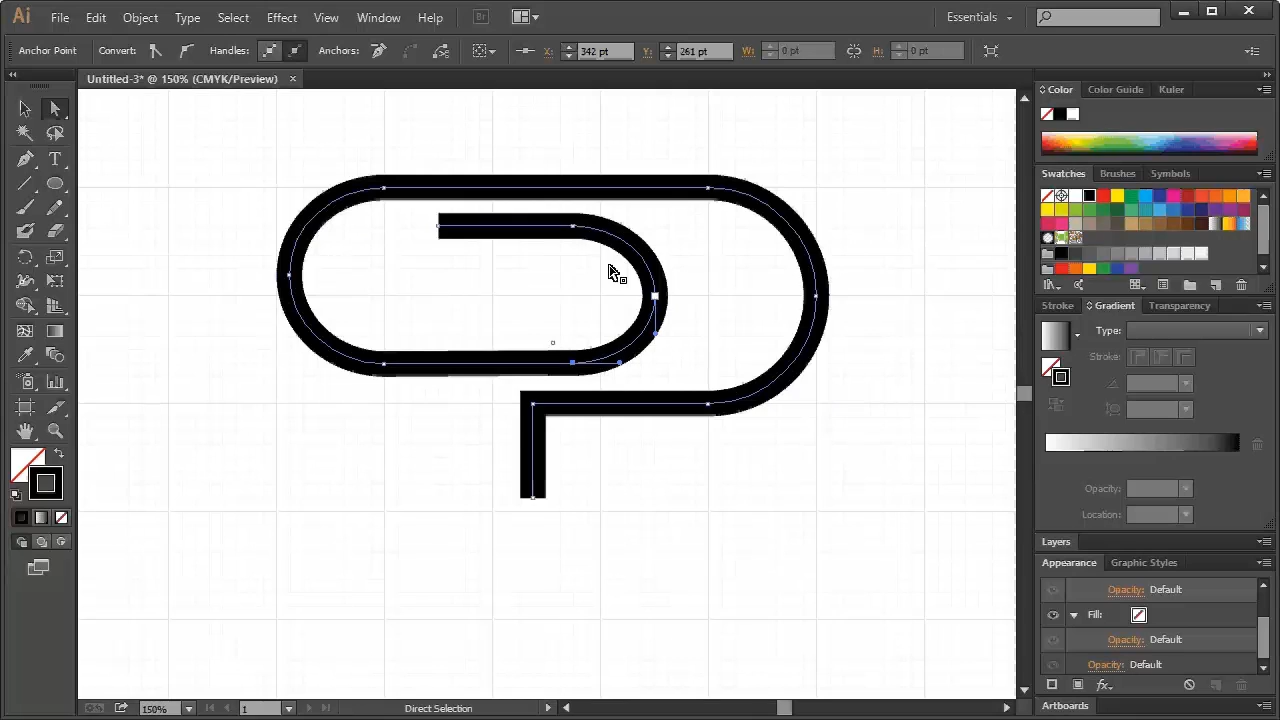 Ai File Edit Object Type Select Effect View Window Help Br Essentials
Anchor Point Convert: Handles: Anchors: X: 342 pt Y: 261 pt W: 0 pt H: 0 pt
Untitled-3* @ 150% (CMYK/Preview) ×
Color Color Guide Ruler
Swatches Brushes Symbols
Stroke Gradient Transparency
Type:
Stroke:
Opacity:
Location:
Layers
Appearance Graphic Styles
Opacity: Default
Fill:
Opacity: Default
Opacity: Default
fx
Artboards
150% 1 Direct Selection